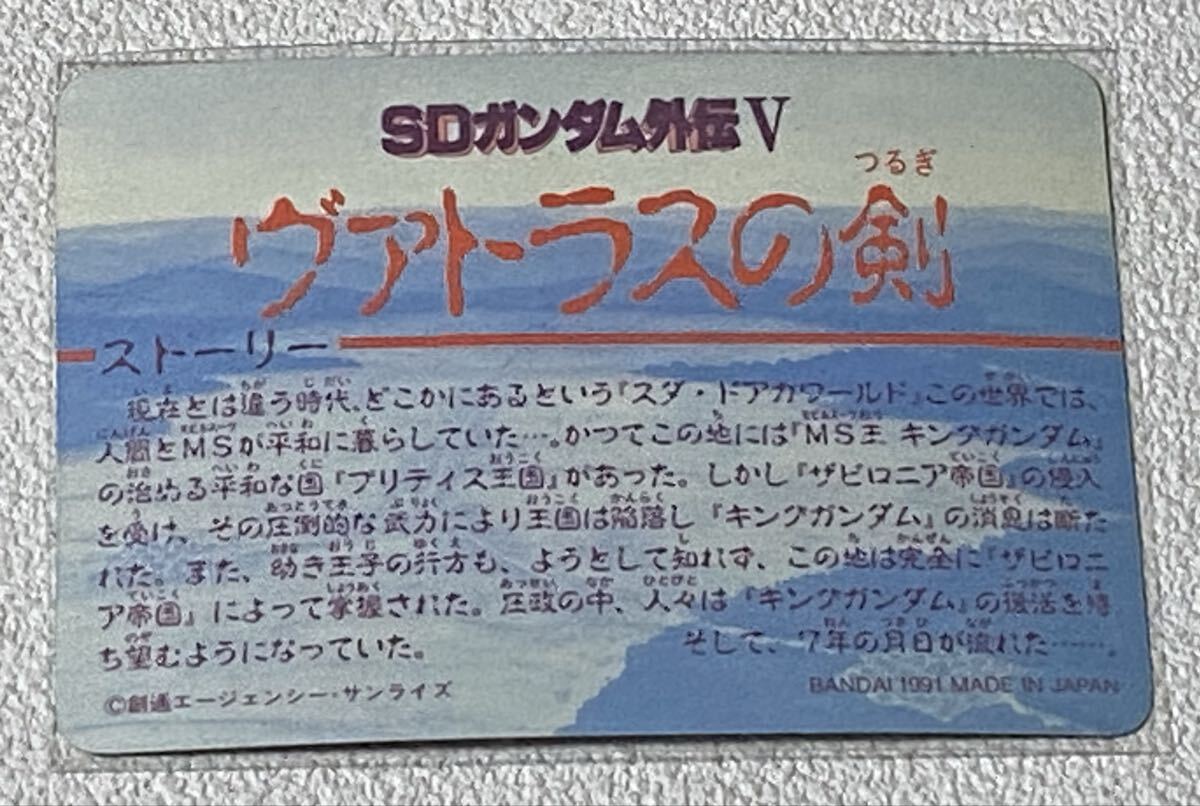 SDガンダム外伝 V
つるぎ
ヴァトラスの剣
ストーリー
現在とは違う時代、どこかにあるという『スダ・ドアカワールド』この世界では、
人間とMSが平和に暮らしていた…。かつてこの地には『MS王 キングガンダム』
の治める平和な国『ブリティス王国』があった。しかし『ザビロニア帝国』の侵入
を受け、その圧倒的な武力により王国は陥落し『キングガンダム』の消息は断た
れた。また、幼き王子の行方も、ようとして知れず、この地は完全に『ザビロニ
ア帝国』によって掌握された。圧政の中、人々は『キングガンダム』の復活を待
ち望むようになっていた。 そして、7年の月日が流れた……。
©創通エージェンシー・サンライズ
BANDAI 1991 MADE IN JAPAN